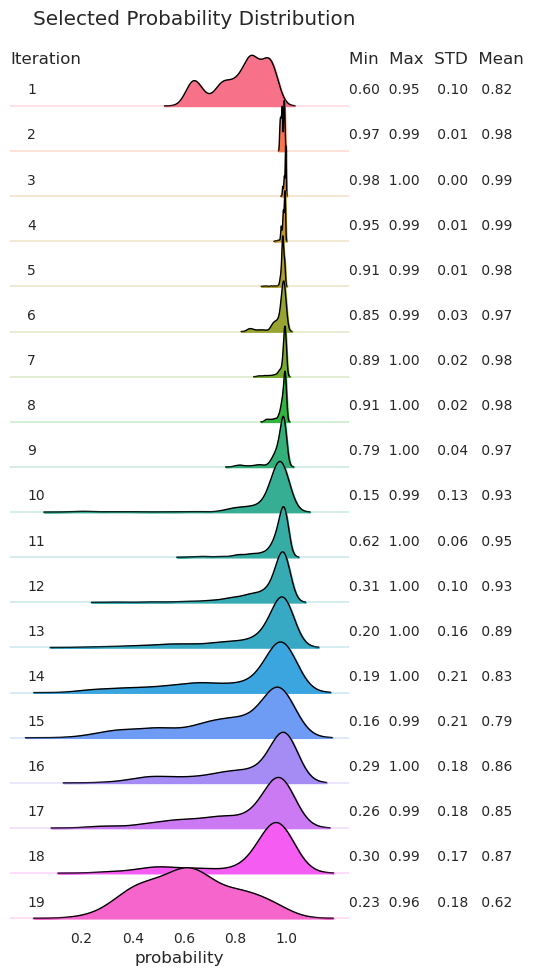 Selected Probability Distribution
Iteration Min Max STD Mean
1 0.60 0.95 0.10 0.82
2 0.97 0.99 0.01 0.98
3 0.98 1.00 0.00 0.99
4 0.95 0.99 0.01 0.99
5 0.91 0.99 0.01 0.98
6 0.85 0.99 0.03 0.97
7 0.89 1.00 0.02 0.98
8 0.91 1.00 0.02 0.98
9 0.79 1.00 0.04 0.97
10 0.15 0.99 0.13 0.93
11 0.62 1.00 0.06 0.95
12 0.31 1.00 0.10 0.93
13 0.20 1.00 0.16 0.89
14 0.19 1.00 0.21 0.83
15 0.16 0.99 0.21 0.79
16 0.29 1.00 0.18 0.86
17 0.26 0.99 0.18 0.85
18 0.30 0.99 0.17 0.87
19 0.23 0.96 0.18 0.62
0.2 0.4 0.6 0.8 1.0
probability